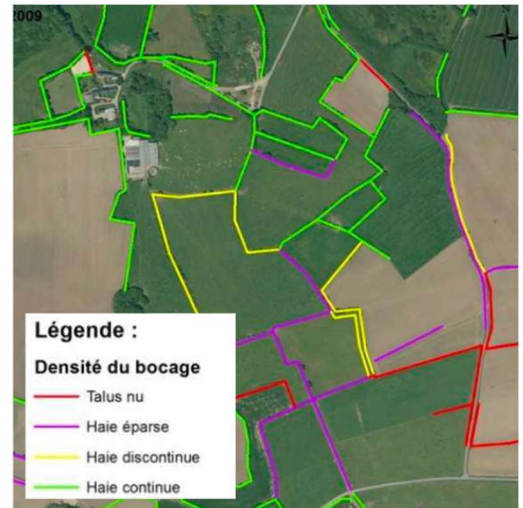 2009
Légende :
Densité du bocage
Talus nu
Haie éparse
Haie discontinue
Haie continue